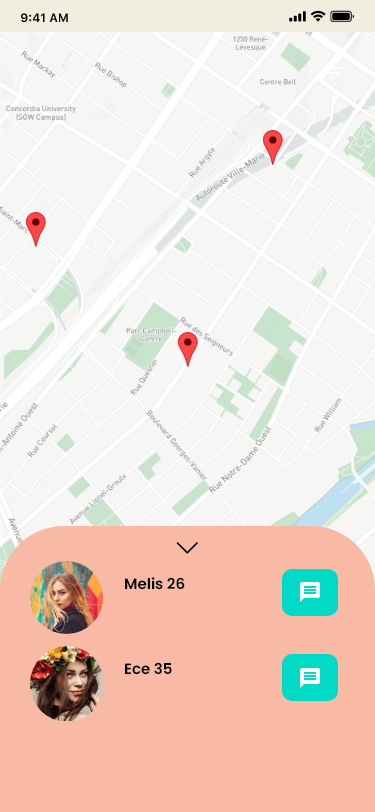 9:41 AM
1250 René-
Lévesque
Rue Mackay
Rue Bishop
Centre Bell
Concordia University
(SGW Campus)
Rue Argyle
Autoroute Ville-Marie
Saint-Marc
Rue des Seigneurs
Parc Campbell-
Centre
Rue Quesnel
Rue William
-Antoine Ouest
Rue Coursol
Boulevard Georges-Vanier
Rue Notre-Dame Ouest
Avenue Lionel-Groulx
Avenue
Melis 26
Ece 35